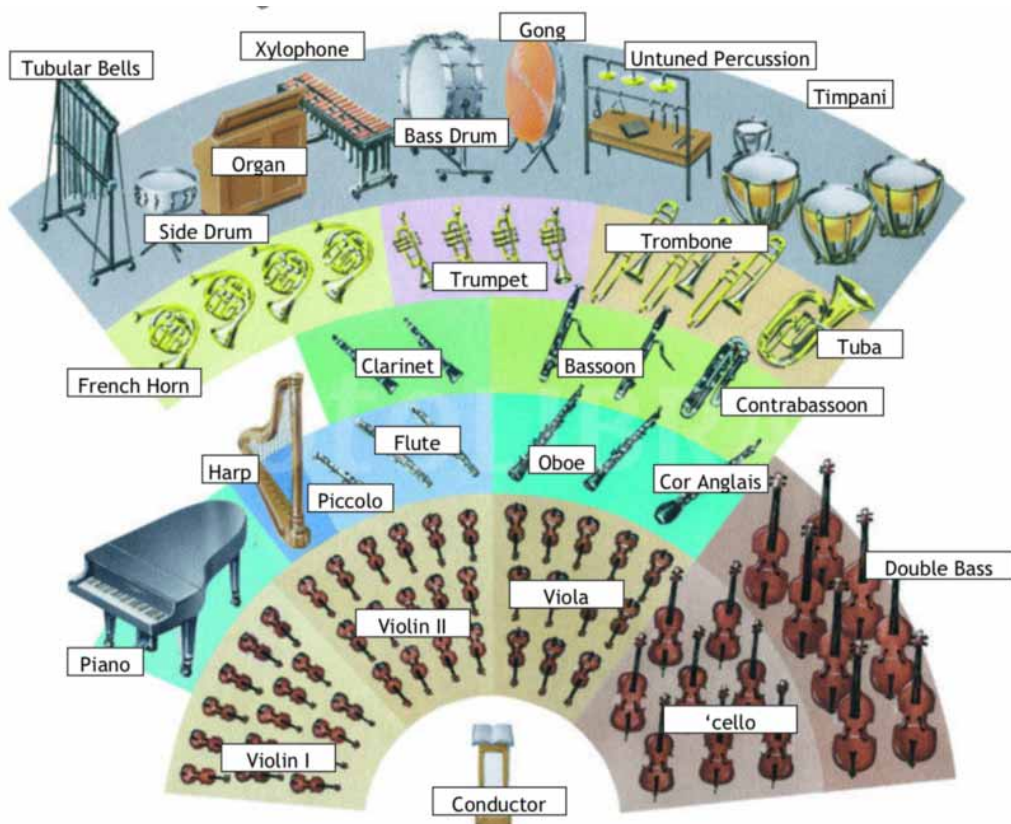 Gong
Xylophone
Untuned Percussion
Tubular Bells
Timpani
Bass Drum
Organ
Side Drum
Trombone
Trumpet
Tuba
Clarinet
Bassoon
French Horn
Contrabassoon
Flute
Harp
Oboe
Cor Anglais
Piccolo
Double Bass
Viola
Violin II
Piano
‘cello
Violin I
Conductor